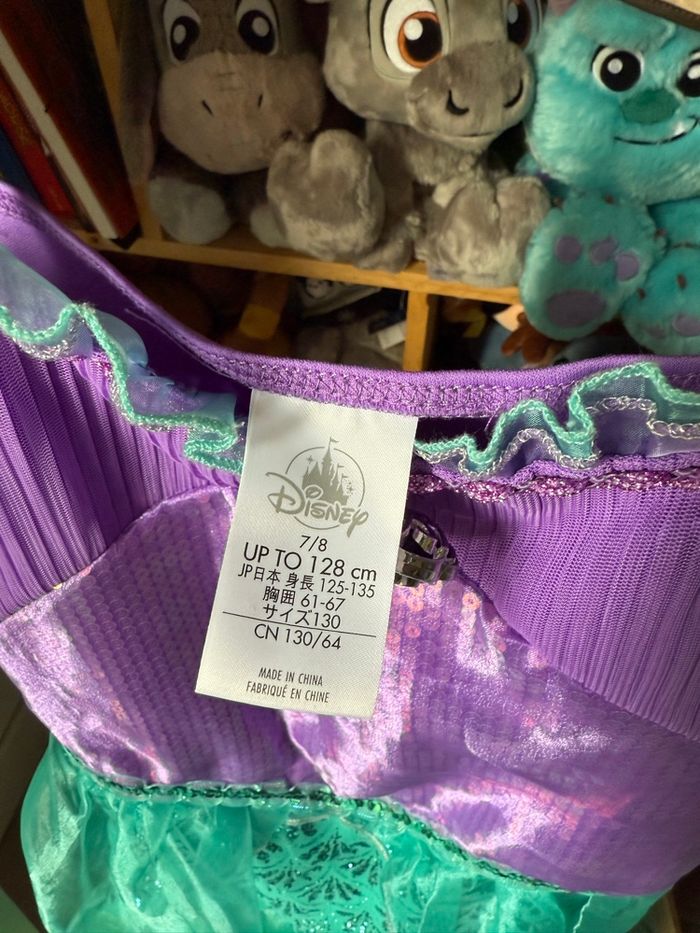 Disney
7/8
UP TO 128 cm
JP日本 身長 125-135
胸囲 61-67
サイズ130
CN 130/64
MADE IN CHINA
FABRIQUÉ EN CHINE